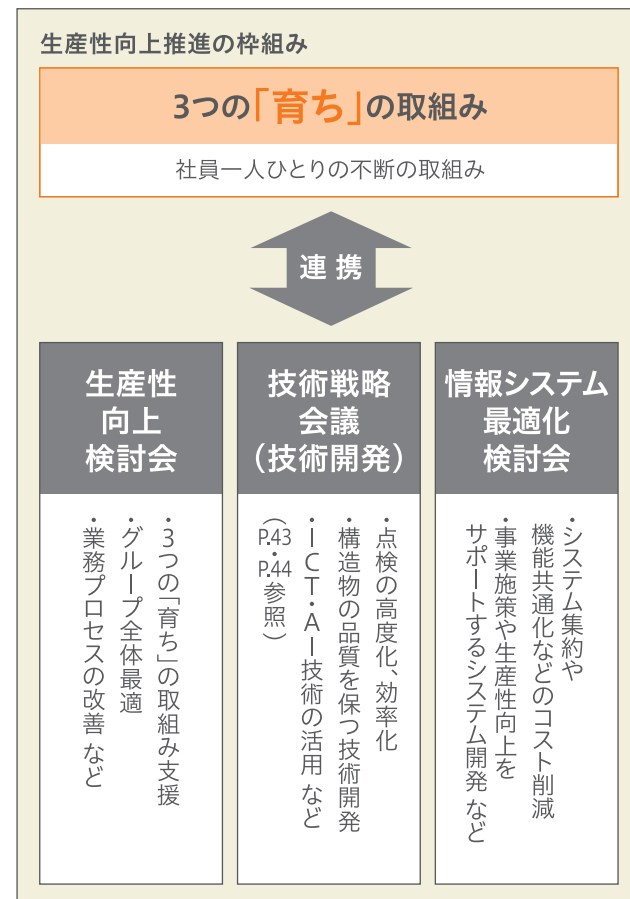 生産性向上推進の枠組み
3つの「育ち」の取組み
社員一人ひとりの不断の取組み
連携
生産性
向上
検討会
・3つの「育ち」の取組み支援
・グループ全体最適
・業務プロセスの改善 など
技術戦略
会議
（技術開発）
・点検の高度化、効率化
・構造物の品質を保つ技術開発
・ICT・AI技術の活用 など
（P.43・P.44参照）
情報システム
最適化
検討会
・システム集約や
機能共通化などのコスト削減
・事業施策や生産性向上を
サポートするシステム開発 など